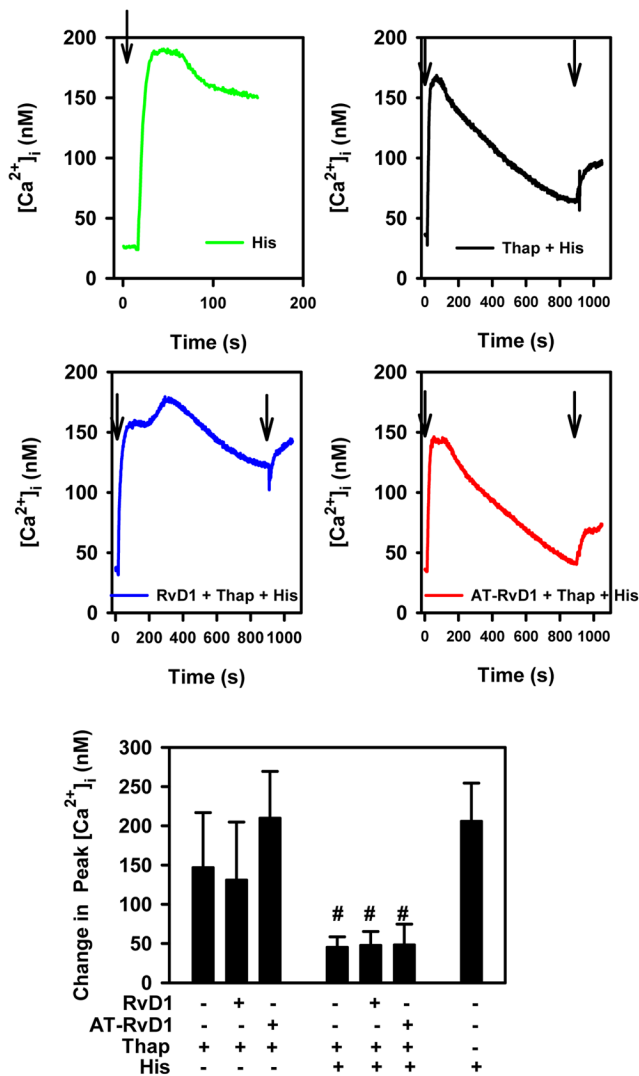 200
150
100
50
0
[Ca2+]i (nM)
His
0 100 200
Time (s)
200
150
100
50
0
[Ca2+]i (nM)
Thap + His
0 200 400 600 800 1000
Time (s)
200
150
100
50
0
[Ca2+]i (nM)
RvD1 + Thap + His
0 200 400 600 800 1000
Time (s)
200
150
100
50
0
[Ca2+]i (nM)
AT-RvD1 + Thap + His
0 200 400 600 800 1000
Time (s)
300
250
200
150
100
50
0
Change in Peak [Ca2+]i (nM)
# # #
RvD1 - + - - + - -
AT-RvD1 - - + - - + -
Thap + + + + + + -
His - - - + + + +